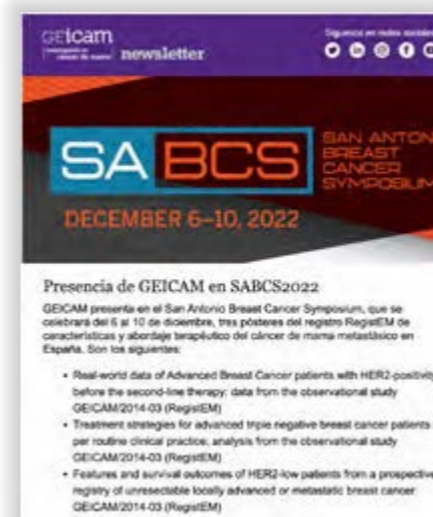 GEICAM
investigación en
cáncer de mama
newsletter
Síguenos en redes sociales
SABCS
SAN ANTON
BREAST
CANCER
SYMPOSIUM
DECEMBER 6–10, 2022
Presencia de GEICAM en SABCS2022
GEICAM presenta en el San Antonio Breast Cancer Symposium, que se
celebrará del 6 al 10 de diciembre, tres pósteres del registro RegistEM de
características y abordaje terapéutico del cáncer de mama metastásico en
España. Son los siguientes:
• Real-world data of Advanced Breast Cancer patients with HER2-positivity
before the second-line therapy: data from the observational study
GEICAM/2014-03 (RegistEM)
• Treatment strategies for advanced triple negative breast cancer patients
per routine clinical practice: analysis from the observational study
GEICAM/2014-03 (RegistEM)
• Features and survival outcomes of HER2-low patients from a prospective
registry of unresectable locally advanced or metastatic breast cancer
GEICAM/2014-03 (RegistEM)